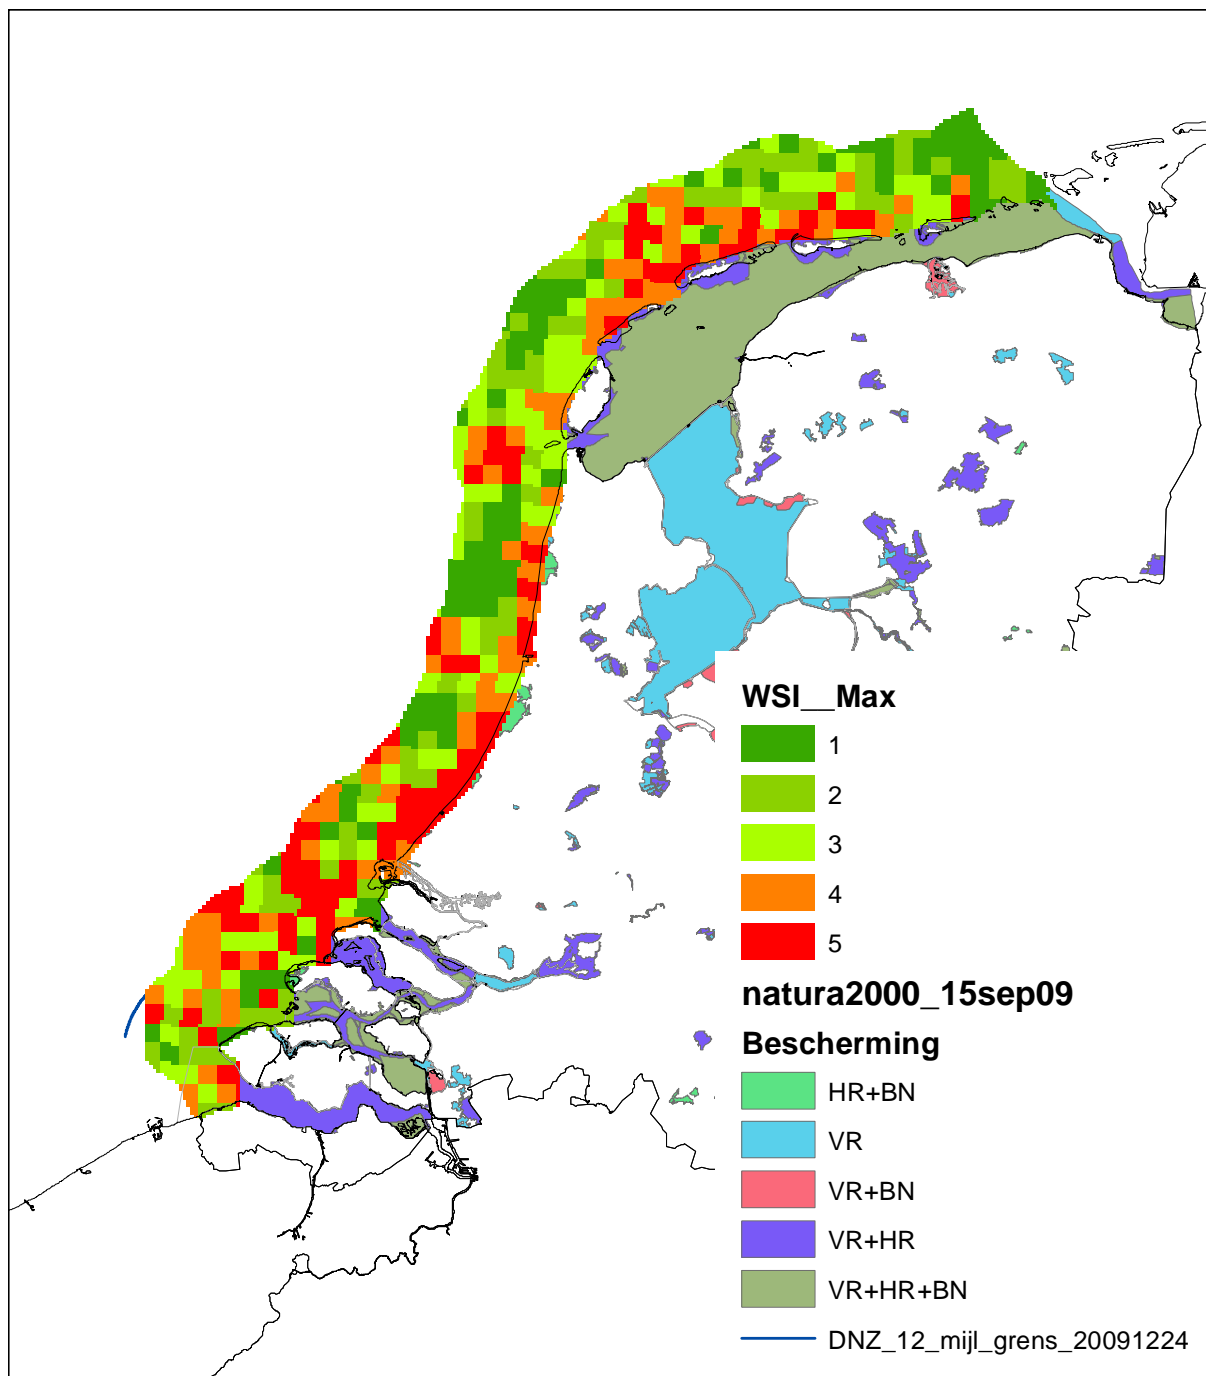 WSI__Max
1
2
3
4
5
natura2000_15sep09
Bescherming
HR+BN
VR
VR+BN
VR+HR
VR+HR+BN
DNZ_12_mijl_grens_20091224